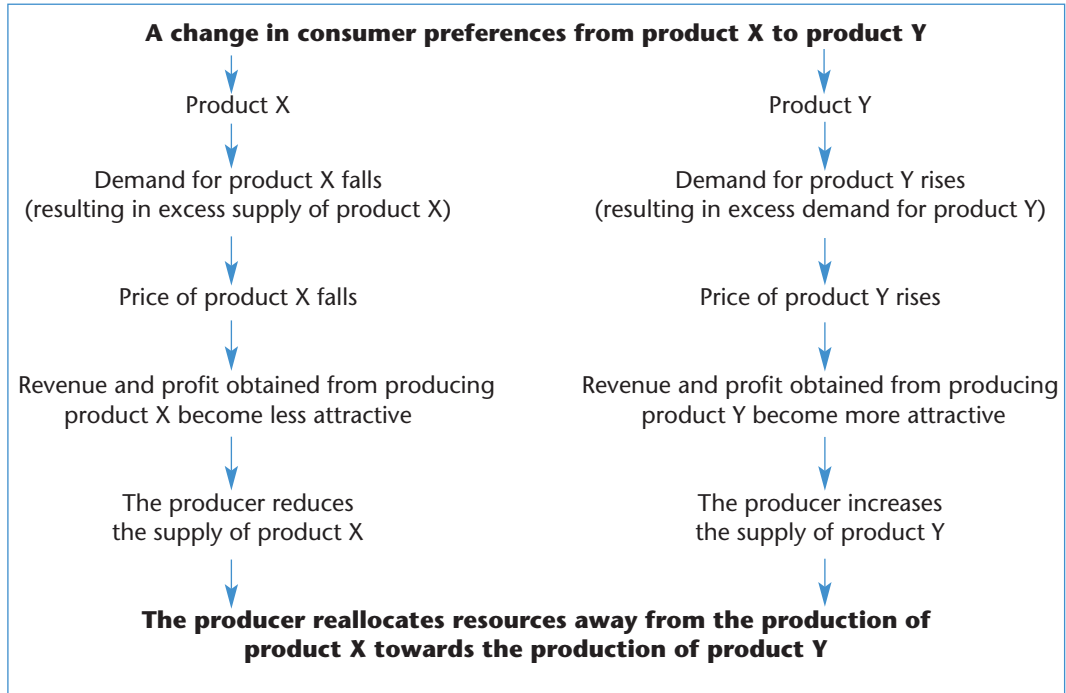 A change in consumer preferences from product X to product Y
Product X
Demand for product X falls
(resulting in excess supply of product X)
Price of product X falls
Revenue and profit obtained from producing
product X become less attractive
The producer reduces
the supply of product X
Product Y
Demand for product Y rises
(resulting in excess demand for product Y)
Price of product Y rises
Revenue and profit obtained from producing
product Y become more attractive
The producer increases
the supply of product Y
The producer reallocates resources away from the production of
product X towards the production of product Y